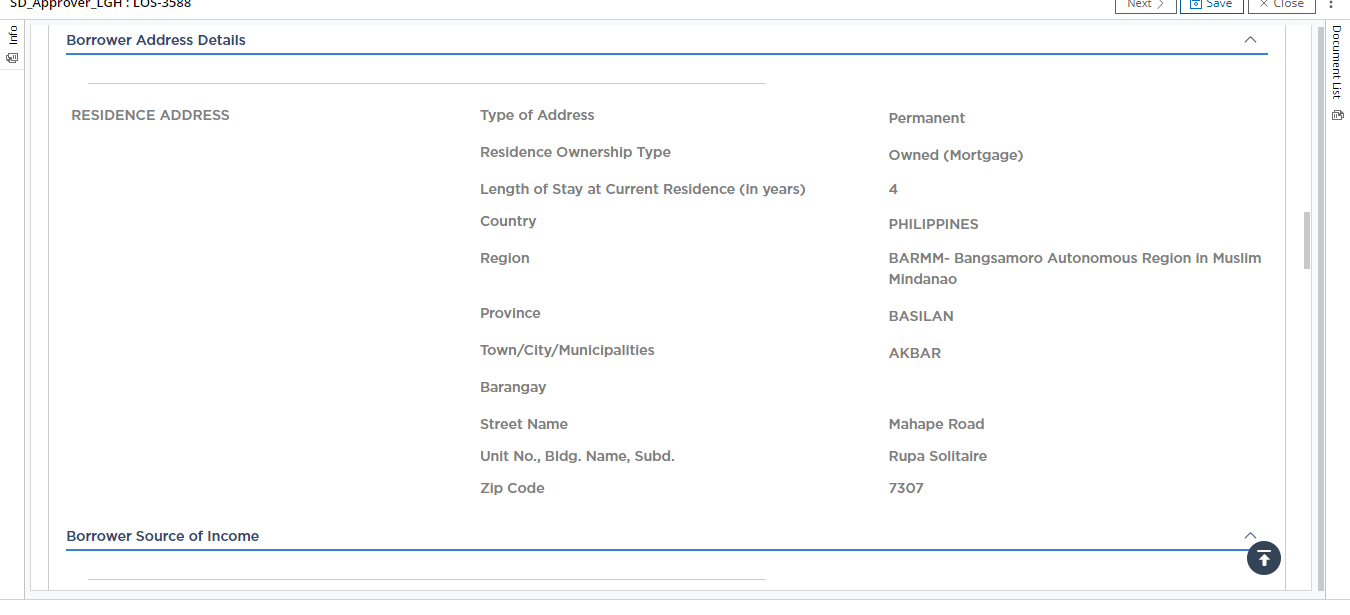 SD_Approver_LGH : LOS-3588
Next
Save
Close
Info
Document List
Borrower Address Details
RESIDENCE ADDRESS
Type of Address
Permanent
Residence Ownership Type
Owned (Mortgage)
Length of Stay at Current Residence (in years)
4
Country
PHILIPPINES
Region
BARMM- Bangsamoro Autonomous Region in Muslim
Mindanao
Province
BASILAN
Town/City/Municipalities
AKBAR
Barangay
Street Name
Mahape Road
Unit No., Bldg. Name, Subd.
Rupa Solitaire
Zip Code
7307
Borrower Source of Income